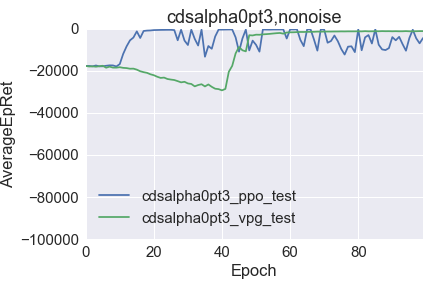 cdsalpha0pt3,nonoise
AverageEpRet
0
−20000
−40000
−60000
−80000
−100000
cdsalpha0pt3_ppo_test
cdsalpha0pt3_vpg_test
0 20 40 60 80
Epoch